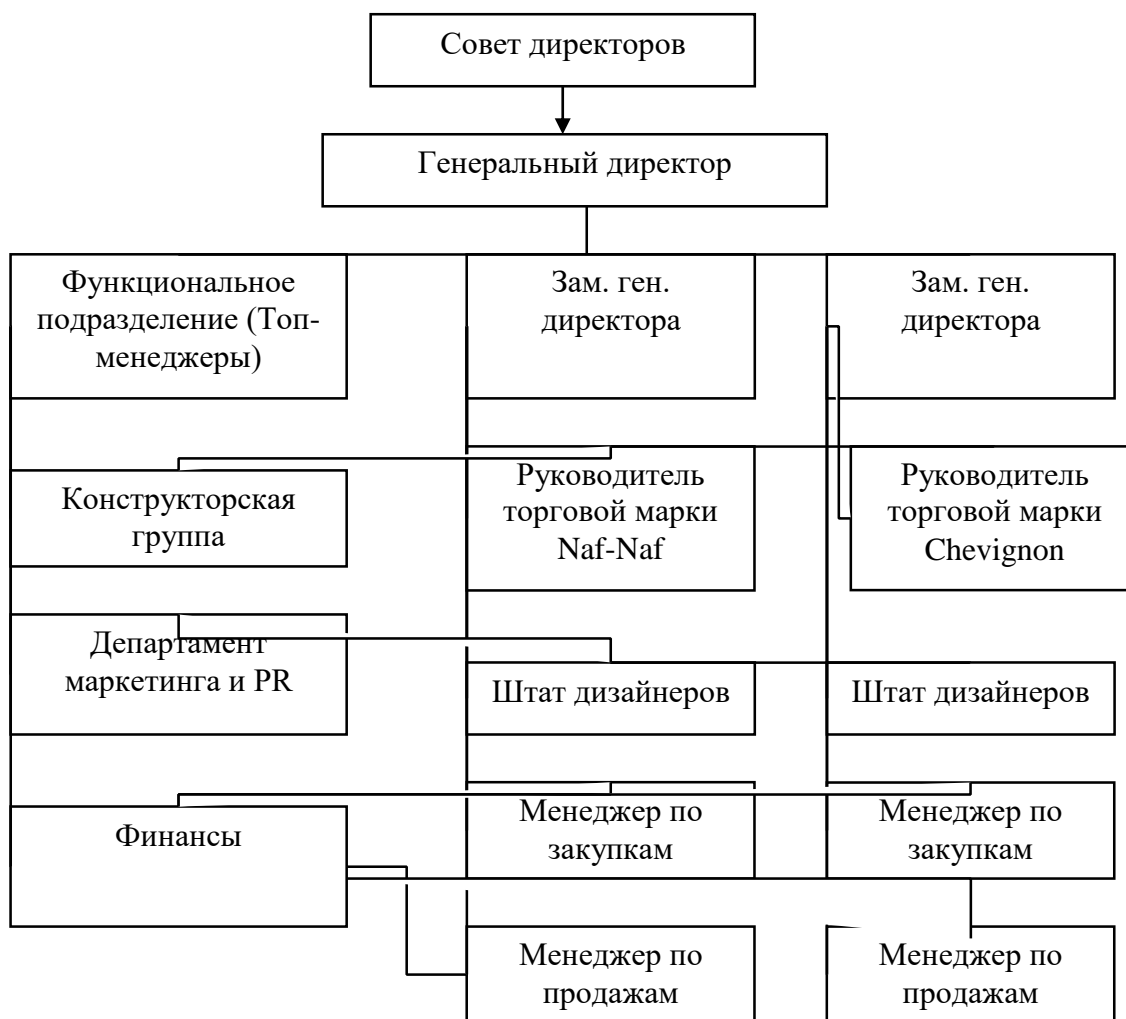 Совет директоров
Генеральный директор
Функциональное
подразделение (Топ-
менеджеры)
Зам. ген.
директора
Зам. ген.
директора
Конструкторская
группа
Руководитель
торговой марки
Naf-Naf
Руководитель
торговой марки
Chevignon
Департамент
маркетинга и PR
Штат дизайнеров
Штат дизайнеров
Финансы
Менеджер по
закупкам
Менеджер по
закупкам
Менеджер по
продажам
Менеджер по
продажам